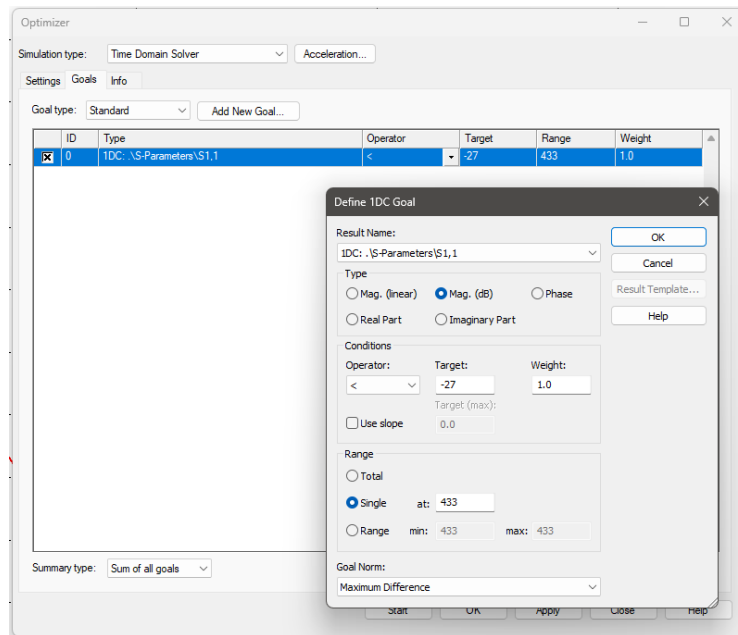 Optimizer
Simulation type: Time Domain Solver Acceleration...
Settings Goals Info
Goal type: Standard Add New Goal...
ID Type Operator Target Range Weight
0 1DC: .\S-Parameters\S1,1 < -27 433 1.0
Define 1DC Goal
Result Name:
1DC: .\S-Parameters\S1,1
OK
Cancel
Result Template...
Help
Type
Mag. (linear) Mag. (dB) Phase
Real Part Imaginary Part
Conditions
Operator: Target: Weight:
< -27 1.0
Target (max):
Use slope 0.0
Range
Total
Single at: 433
Range min: 433 max: 433
Goal Norm:
Maximum Difference
Summary type: Sum of all goals
Start OK Apply Close Help